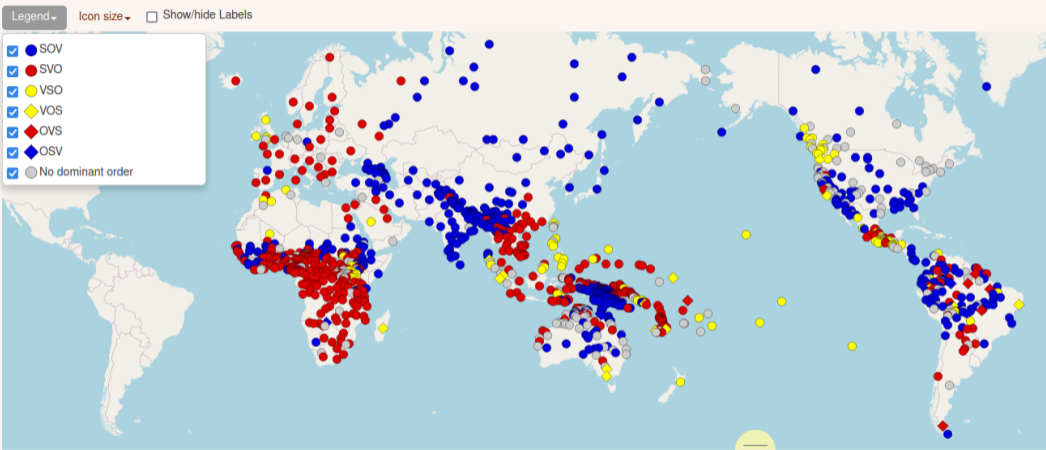 Legend Icon size Show/hide Labels
SOV
SVO
VSO
VOS
OVS
OSV
No dominant order